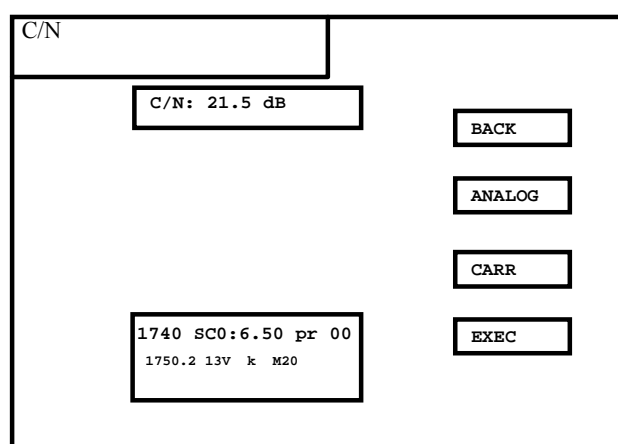 C/N
C/N: 21.5 dB
BACK
ANALOG
CARR
1740 SC0:6.50 pr 00
1750.2 13V k M20
EXEC